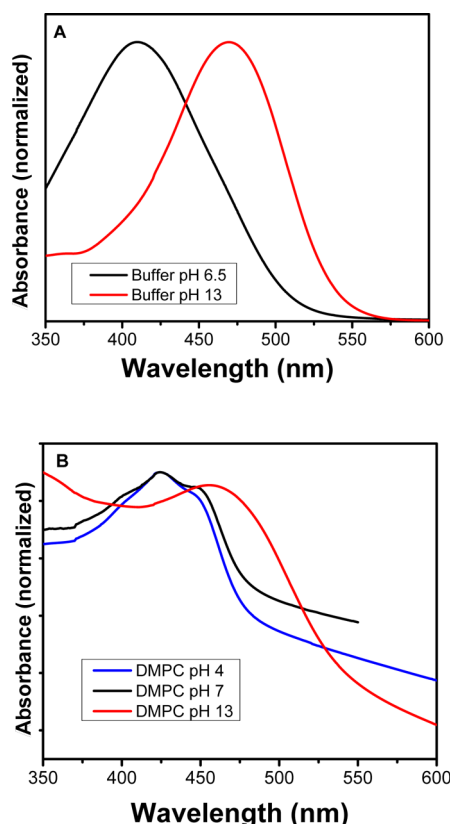 A
Absorbance (normalized)
Buffer pH 6.5
Buffer pH 13
350 400 450 500 550 600
Wavelength (nm)
B
Absorbance (normalized)
DMPC pH 4
DMPC pH 7
DMPC pH 13
350 400 450 500 550 600
Wavelength (nm)